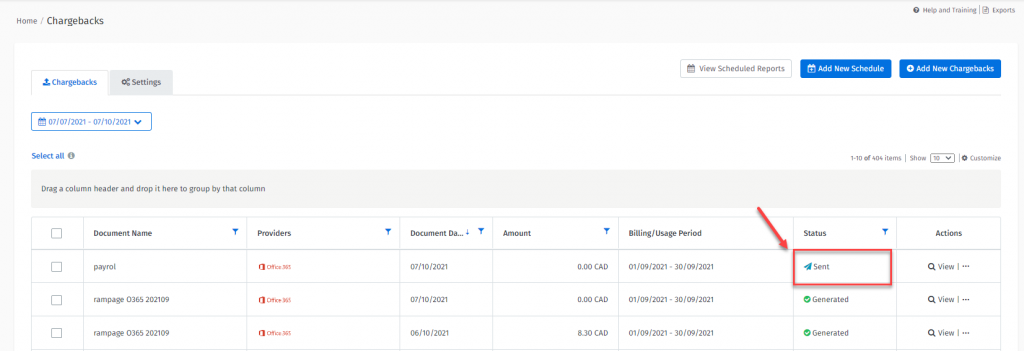 Help and Training | Exports
Home / Chargebacks
View Scheduled Reports
Add New Schedule
Add New Chargebacks
Chargebacks
Settings
07/07/2021 - 07/10/2021
Select all
1-10 of 404 items | Show 10 | Customize
Drag a column header and drop it here to group by that column
Document Name Providers Document Da... Amount Billing/Usage Period Status Actions
payrol Office 365 07/10/2021 0.00 CAD 01/09/2021 - 30/09/2021 Sent View | ...
rampage O365 202109 Office 365 07/10/2021 0.00 CAD 01/09/2021 - 30/09/2021 Generated View | ...
rampage O365 202109 Office 365 06/10/2021 8.30 CAD 01/09/2021 - 30/09/2021 Generated View | ...